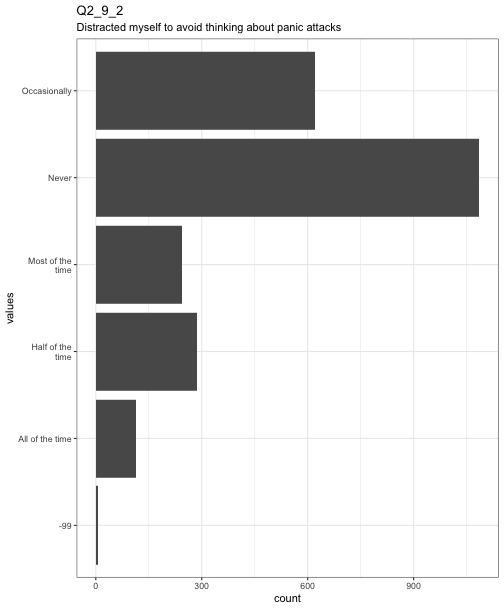 Q2_9_2
Distracted myself to avoid thinking about panic attacks
values
Occasionally
Never
Most of the
time
Half of the
time
All of the time
-99
0 300 600 900
count